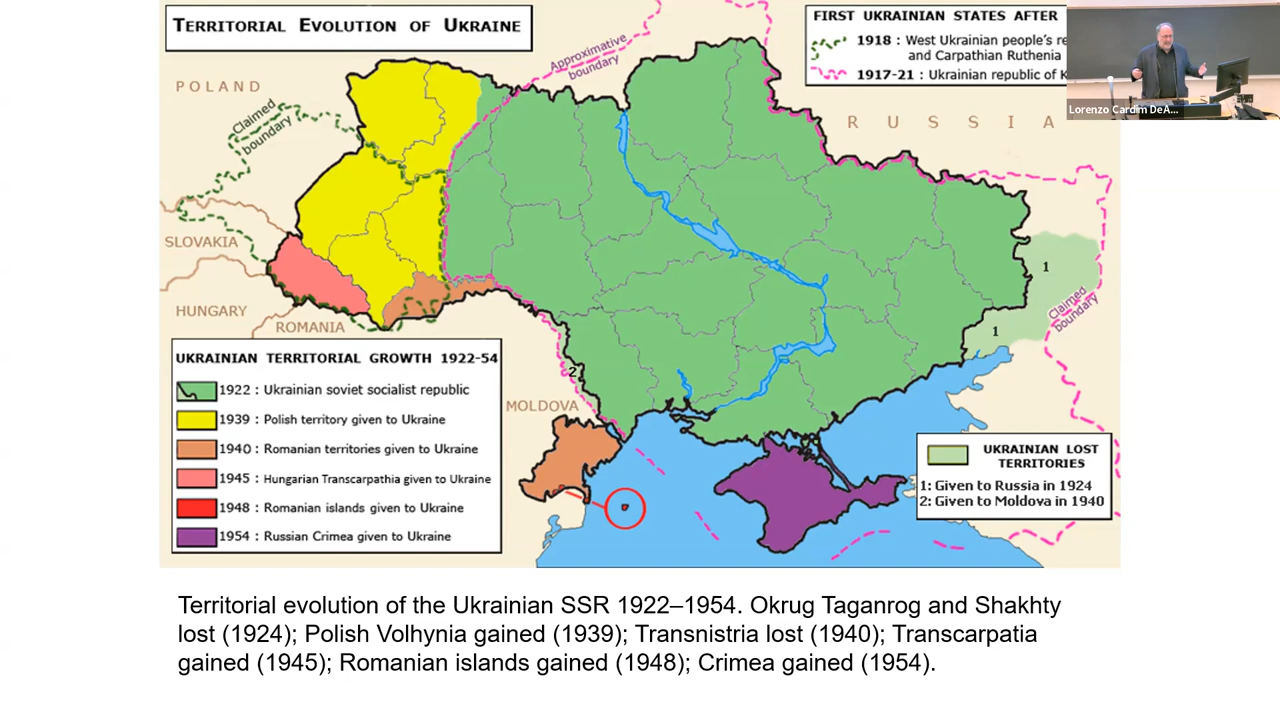 TERRITORIAL EVOLUTION OF UKRAINE
FIRST UKRAINIAN STATES AFTER
1918 : West Ukrainian people's re
and Carpathian Ruthenia
1917-21 : Ukrainian republic of K
Lorenzo Cardim DeA...
Approximative
boundary
POLAND
Claimed
boundary
RUSSIA
SLOVAKIA
HUNGARY
ROMANIA
1
1
Claimed
boundary
2
MOLDOVA
UKRAINIAN TERRITORIAL GROWTH 1922-54
1922 : Ukrainian soviet socialist republic
1939 : Polish territory given to Ukraine
1940 : Romanian territories given to Ukraine
1945 : Hungarian Transcarpathia given to Ukraine
1948 : Romanian islands given to Ukraine
1954 : Russian Crimea given to Ukraine
UKRAINIAN LOST
TERRITORIES
1: Given to Russia in 1924
2: Given to Moldova in 1940
Territorial evolution of the Ukrainian SSR 1922–1954. Okrug Taganrog and Shakhty
lost (1924); Polish Volhynia gained (1939); Transnistria lost (1940); Transcarpatia
gained (1945); Romanian islands gained (1948); Crimea gained (1954).